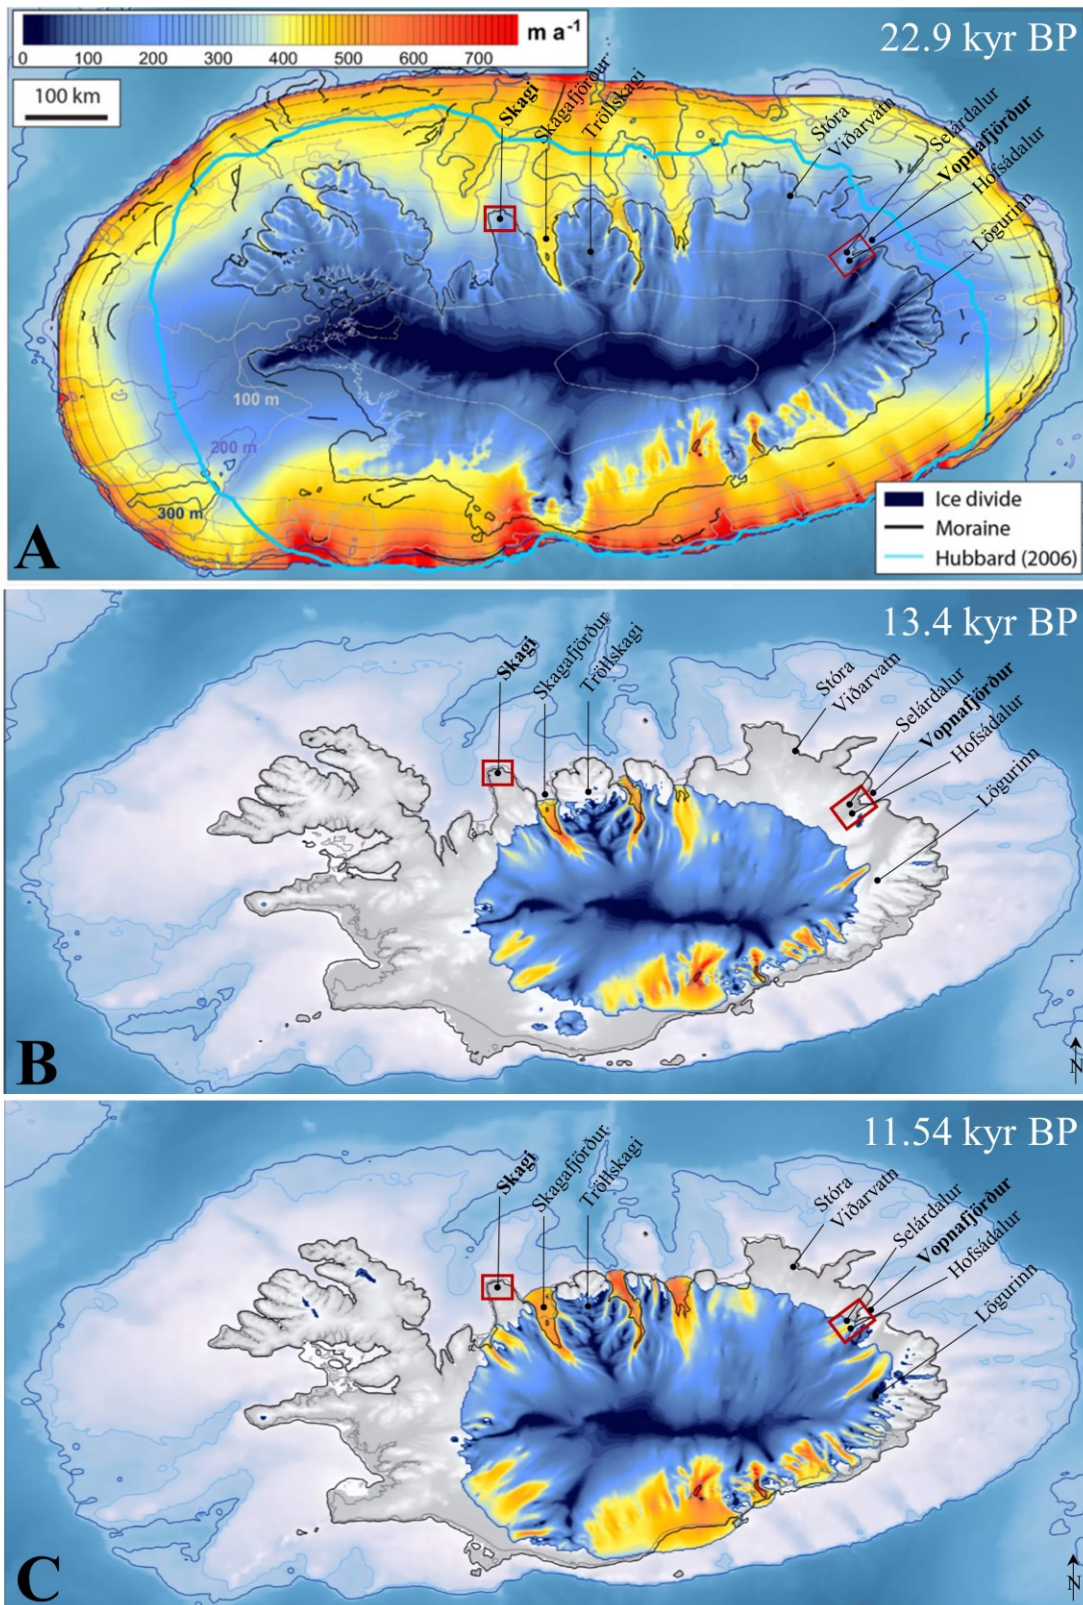 0 100 200 300 400 500 600 700
m a⁻¹
22.9 kyr BP
100 km
Skagi
Skagafjörður
Tröllskagi
Stóra
Viðarvatn
Selárdalur
Vopnafjörður
Hofsádalur
Lögurinn
100 m
200 m
300 m
A
Ice divide
Moraine
Hubbard (2006)
13.4 kyr BP
Skagi
Skagafjörður
Tröllskagi
Stóra
Viðarvatn
Selárdalur
Vopnafjörður
Hofsádalur
Lögurinn
B
N
11.54 kyr BP
Skagi
Skagafjörður
Tröllskagi
Stóra
Viðarvatn
Selárdalur
Vopnafjörður
Hofsádalur
Lögurinn
C
N